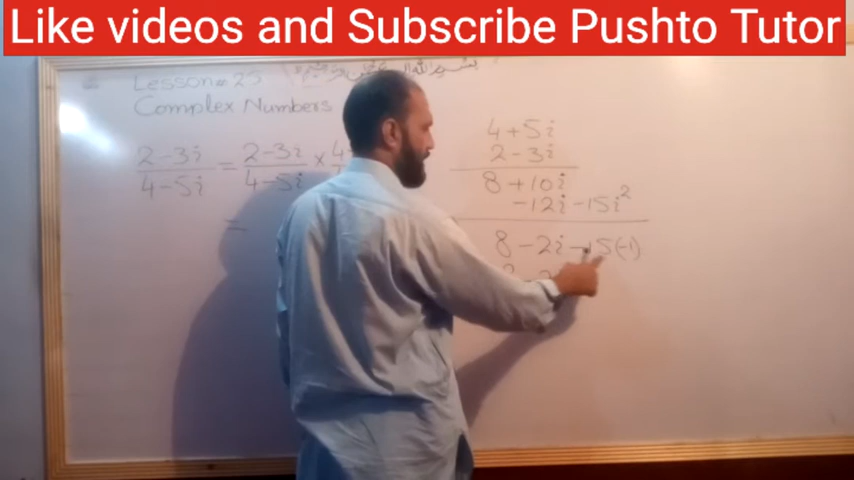 Like videos and Subscribe Pushto Tutor
Lesson # 25
Complex Numbers
2-3i/4-5i = 2-3i/4-5i × 4
=
4+5i
2-3i
8+10i
-12i-15i²
8-2i-15(-1)